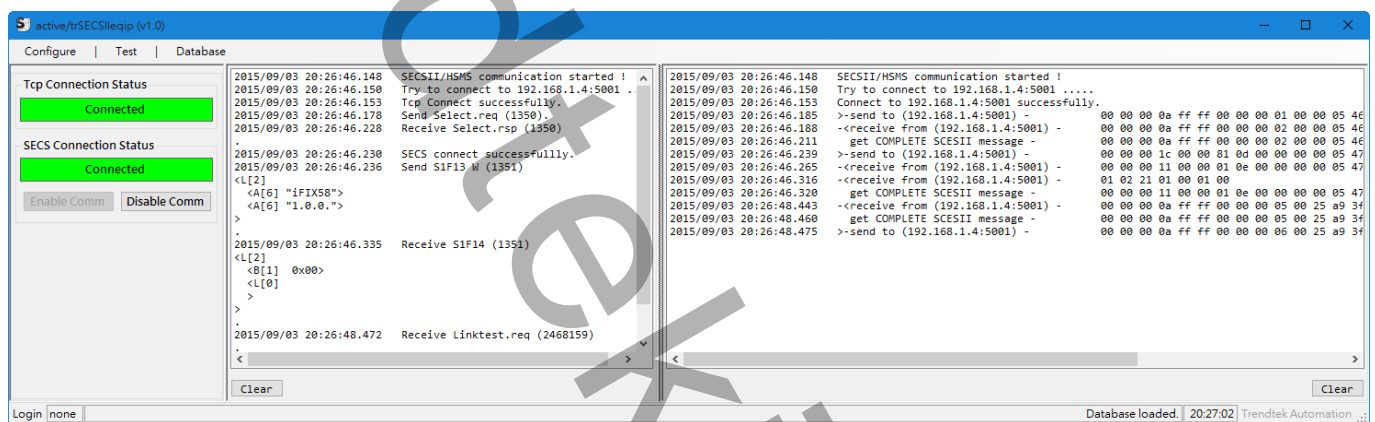 active/trSECSIIeqip (v1.0)
Configure | Test | Database
Tcp Connection Status
Connected
SECS Connection Status
Connected
Enable Comm Disable Comm
2015/09/03 20:26:46.148 SECSII/HSMS communication started !
2015/09/03 20:26:46.150 Try to connect to 192.168.1.4:5001 ..
2015/09/03 20:26:46.153 Tcp Connect successfully.
2015/09/03 20:26:46.178 Send Select.req (1350).
2015/09/03 20:26:46.228 Receive Select.rsp (1350)
.
2015/09/03 20:26:46.230 SECS connect successfullly.
2015/09/03 20:26:46.236 Send S1F13 W (1351)
<L[2]
<A[6] "iFIX58">
<A[6] "1.0.0.">
>
.
2015/09/03 20:26:46.335 Receive S1F14 (1351)
<L[2]
<B[1] 0x00>
<L[0]
>
>
.
2015/09/03 20:26:48.472 Receive Linktest.req (2468159)
.
Clear
2015/09/03 20:26:46.148 SECSII/HSMS communication started !
2015/09/03 20:26:46.150 Try to connect to 192.168.1.4:5001 .....
2015/09/03 20:26:46.153 Connect to 192.168.1.4:5001 successfully.
2015/09/03 20:26:46.185 >-send to (192.168.1.4:5001) - 00 00 00 0a ff ff 00 00 00 01 00 00 05 46
2015/09/03 20:26:46.188 -<receive from (192.168.1.4:5001) - 00 00 00 0a ff ff 00 00 00 02 00 00 05 46
2015/09/03 20:26:46.211 get COMPLETE SCESII message - 00 00 00 0a ff ff 00 00 00 02 00 00 05 46
2015/09/03 20:26:46.239 >-send to (192.168.1.4:5001) - 00 00 00 1c 00 00 81 0d 00 00 00 00 05 47
2015/09/03 20:26:46.265 -<receive from (192.168.1.4:5001) - 00 00 00 11 00 00 01 0e 00 00 00 00 05 47
2015/09/03 20:26:46.316 -<receive from (192.168.1.4:5001) - 01 02 21 01 00 01 00
2015/09/03 20:26:46.320 get COMPLETE SCESII message - 00 00 00 11 00 00 01 0e 00 00 00 00 05 47
2015/09/03 20:26:48.443 -<receive from (192.168.1.4:5001) - 00 00 00 0a ff ff 00 00 00 05 00 25 a9 3f
2015/09/03 20:26:48.460 get COMPLETE SCESII message - 00 00 00 0a ff ff 00 00 00 05 00 25 a9 3f
2015/09/03 20:26:48.475 >-send to (192.168.1.4:5001) - 00 00 00 0a ff ff 00 00 00 06 00 25 a9 3f
Clear
Login none
Database loaded. 20:27:02 Trendtek Automation